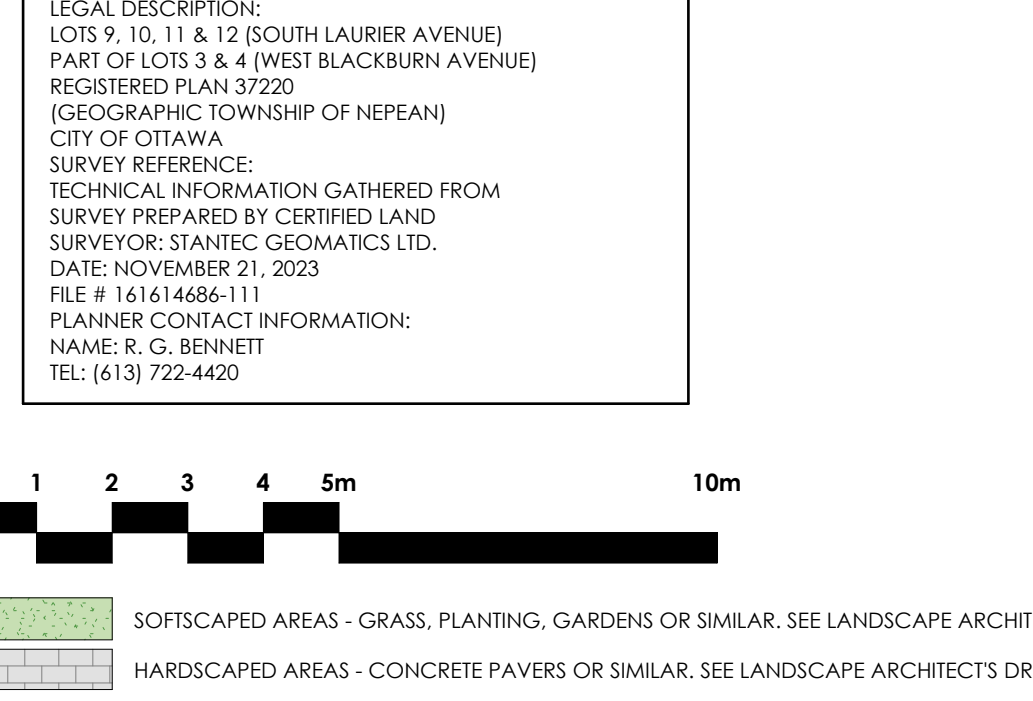 LEGAL DESCRIPTION:
LOTS 9, 10, 11 & 12 (SOUTH LAURIER AVENUE)
PART OF LOTS 3 & 4 (WEST BLACKBURN AVENUE)
REGISTERED PLAN 37220
(GEOGRAPHIC TOWNSHIP OF NEPEAN)
CITY OF OTTAWA
SURVEY REFERENCE:
TECHNICAL INFORMATION GATHERED FROM
SURVEY PREPARED BY CERTIFIED LAND
SURVEYOR: STANTEC GEOMATICS LTD.
DATE: NOVEMBER 21, 2023
FILE # 161614686-111
PLANNER CONTACT INFORMATION:
NAME: R. G. BENNETT
TEL: (613) 722-4420
1 2 3 4 5m 10m
SOFTSCAPED AREAS - GRASS, PLANTING, GARDENS OR SIMILAR. SEE LANDSCAPE ARCHIT
HARDSCAPED AREAS - CONCRETE PAVERS OR SIMILAR. SEE LANDSCAPE ARCHITECT'S DR